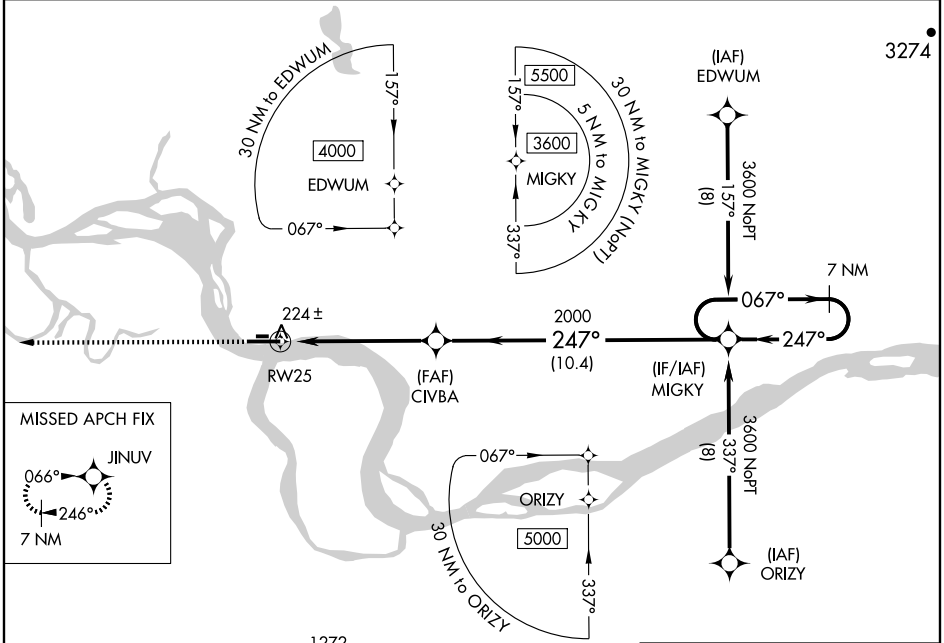 3274
(IAF)
EDWUM
3600 NoPT
157°
(8)
30 NM to EDWUM
157°
4000
EDWUM
067°
5500
157°
30 NM to MIGKY (NoPT)
5 NM to MIGKY
3600
MIGKY
337°
7 NM
067°
247°
224 ±
RW25
(FAF)
CIVBA
2000
247°
(10.4)
(IF/IAF)
MIGKY
3600 NoPT
337°
(8)
(IAF)
ORIZY
MISSED APCH FIX
JINUV
066°
246°
7 NM
067°
ORIZY
5000
30 NM to ORIZY
337°